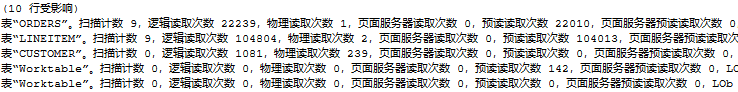 (10 行受影响)
表“ORDERS”。扫描计数 9，逻辑读取次数 22239，物理读取次数 1，页面服务器读取次数 0，预读读取次数 22010，页面服务器预读读取次数 0
表“LINEITEM”。扫描计数 9，逻辑读取次数 104804，物理读取次数 2，页面服务器读取次数 0，预读读取次数 104013，页面服务器预读读取次数
表“CUSTOMER”。扫描计数 0，逻辑读取次数 1081，物理读取次数 239，页面服务器读取次数 0，预读读取次数 0，页面服务器预读读取次数 0，
表“Worktable”。扫描计数 0，逻辑读取次数 0，物理读取次数 0，页面服务器读取次数 0，预读读取次数 142，页面服务器预读读取次数 0，LO
表“Worktable”。扫描计数 0，逻辑读取次数 0，物理读取次数 0，页面服务器读取次数 0，预读读取次数 0，页面服务器预读读取次数 0，LOb